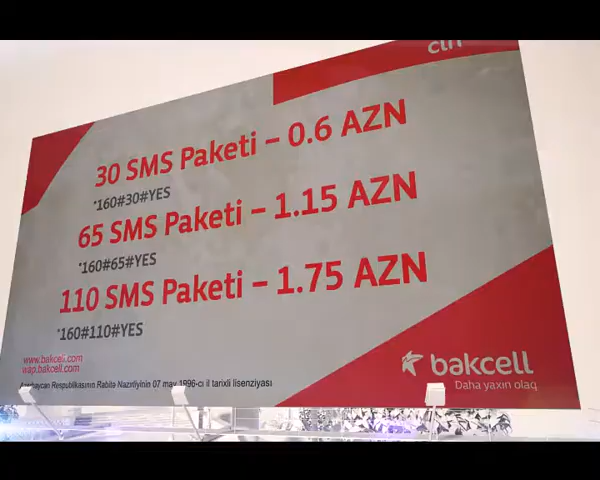 cın
30 SMS Paketi – 0.6 AZN
*160#30#YES
65 SMS Paketi – 1.15 AZN
*160#65#YES
110 SMS Paketi – 1.75 AZN
*160#110#YES
www.bakcell.com
wap.bakcell.com
Azərbaycan Respublikasının Rabitə Nazirliyinin 07 may 1996-cı il tarixli lisenziyası
bakcell
Daha yaxın olaq